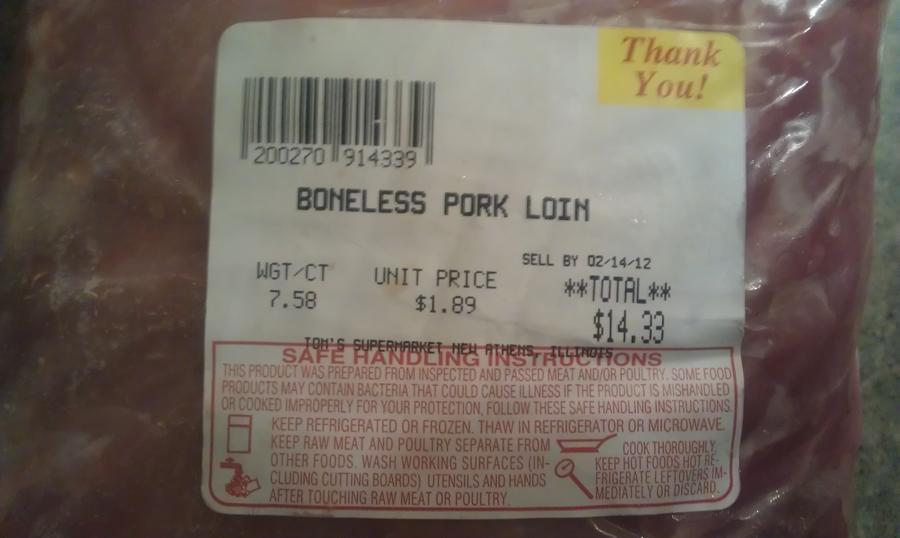 Thank
You!
200270 914339
BONELESS PORK LOIN
SELL BY 02/14/12
WGT/CT UNIT PRICE **TOTAL**
7.58 $1.89 $14.33
TOM'S SUPERMARKET NEW ATHENS, ILLINOIS
SAFE HANDLING INSTRUCTIONS
THIS PRODUCT WAS PREPARED FROM INSPECTED AND PASSED MEAT AND/OR POULTRY. SOME FOOD
PRODUCTS MAY CONTAIN BACTERIA THAT COULD CAUSE ILLNESS IF THE PRODUCT IS MISHANDLED
OR COOKED IMPROPERLY FOR YOUR PROTECTION, FOLLOW THESE SAFE HANDLING INSTRUCTIONS.
KEEP REFRIGERATED OR FROZEN. THAW IN REFRIGERATOR OR MICROWAVE.
KEEP RAW MEAT AND POULTRY SEPARATE FROM
OTHER FOODS. WASH WORKING SURFACES (IN-
CLUDING CUTTING BOARDS) UTENSILS AND HANDS
AFTER TOUCHING RAW MEAT OR POULTRY.
COOK THOROUGHLY.
KEEP HOT FOODS HOT RE-
FRIGERATE LEFTOVERS IM-
MEDIATELY OR DISCARD.